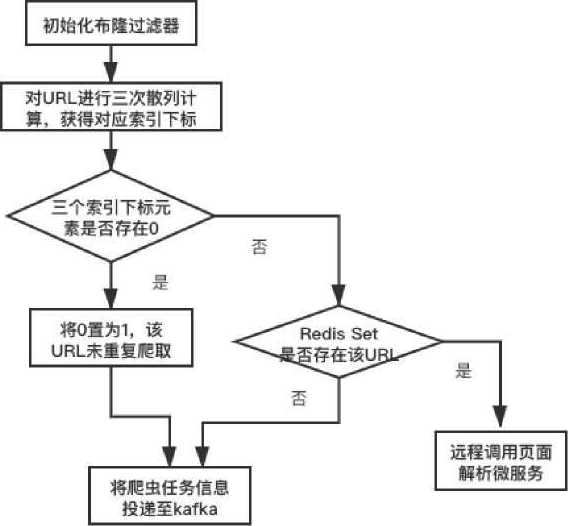 初始化布隆过滤器
对URL进行三次散列计
算，获得对应索引下标
三个索引下标元
素是否存在0
否
是
将0置为1，该
URL未重复爬取
Redis Set
是否存在该URL
是
否
远程调用页面
解析微服务
将爬虫任务信息
投递至kafka